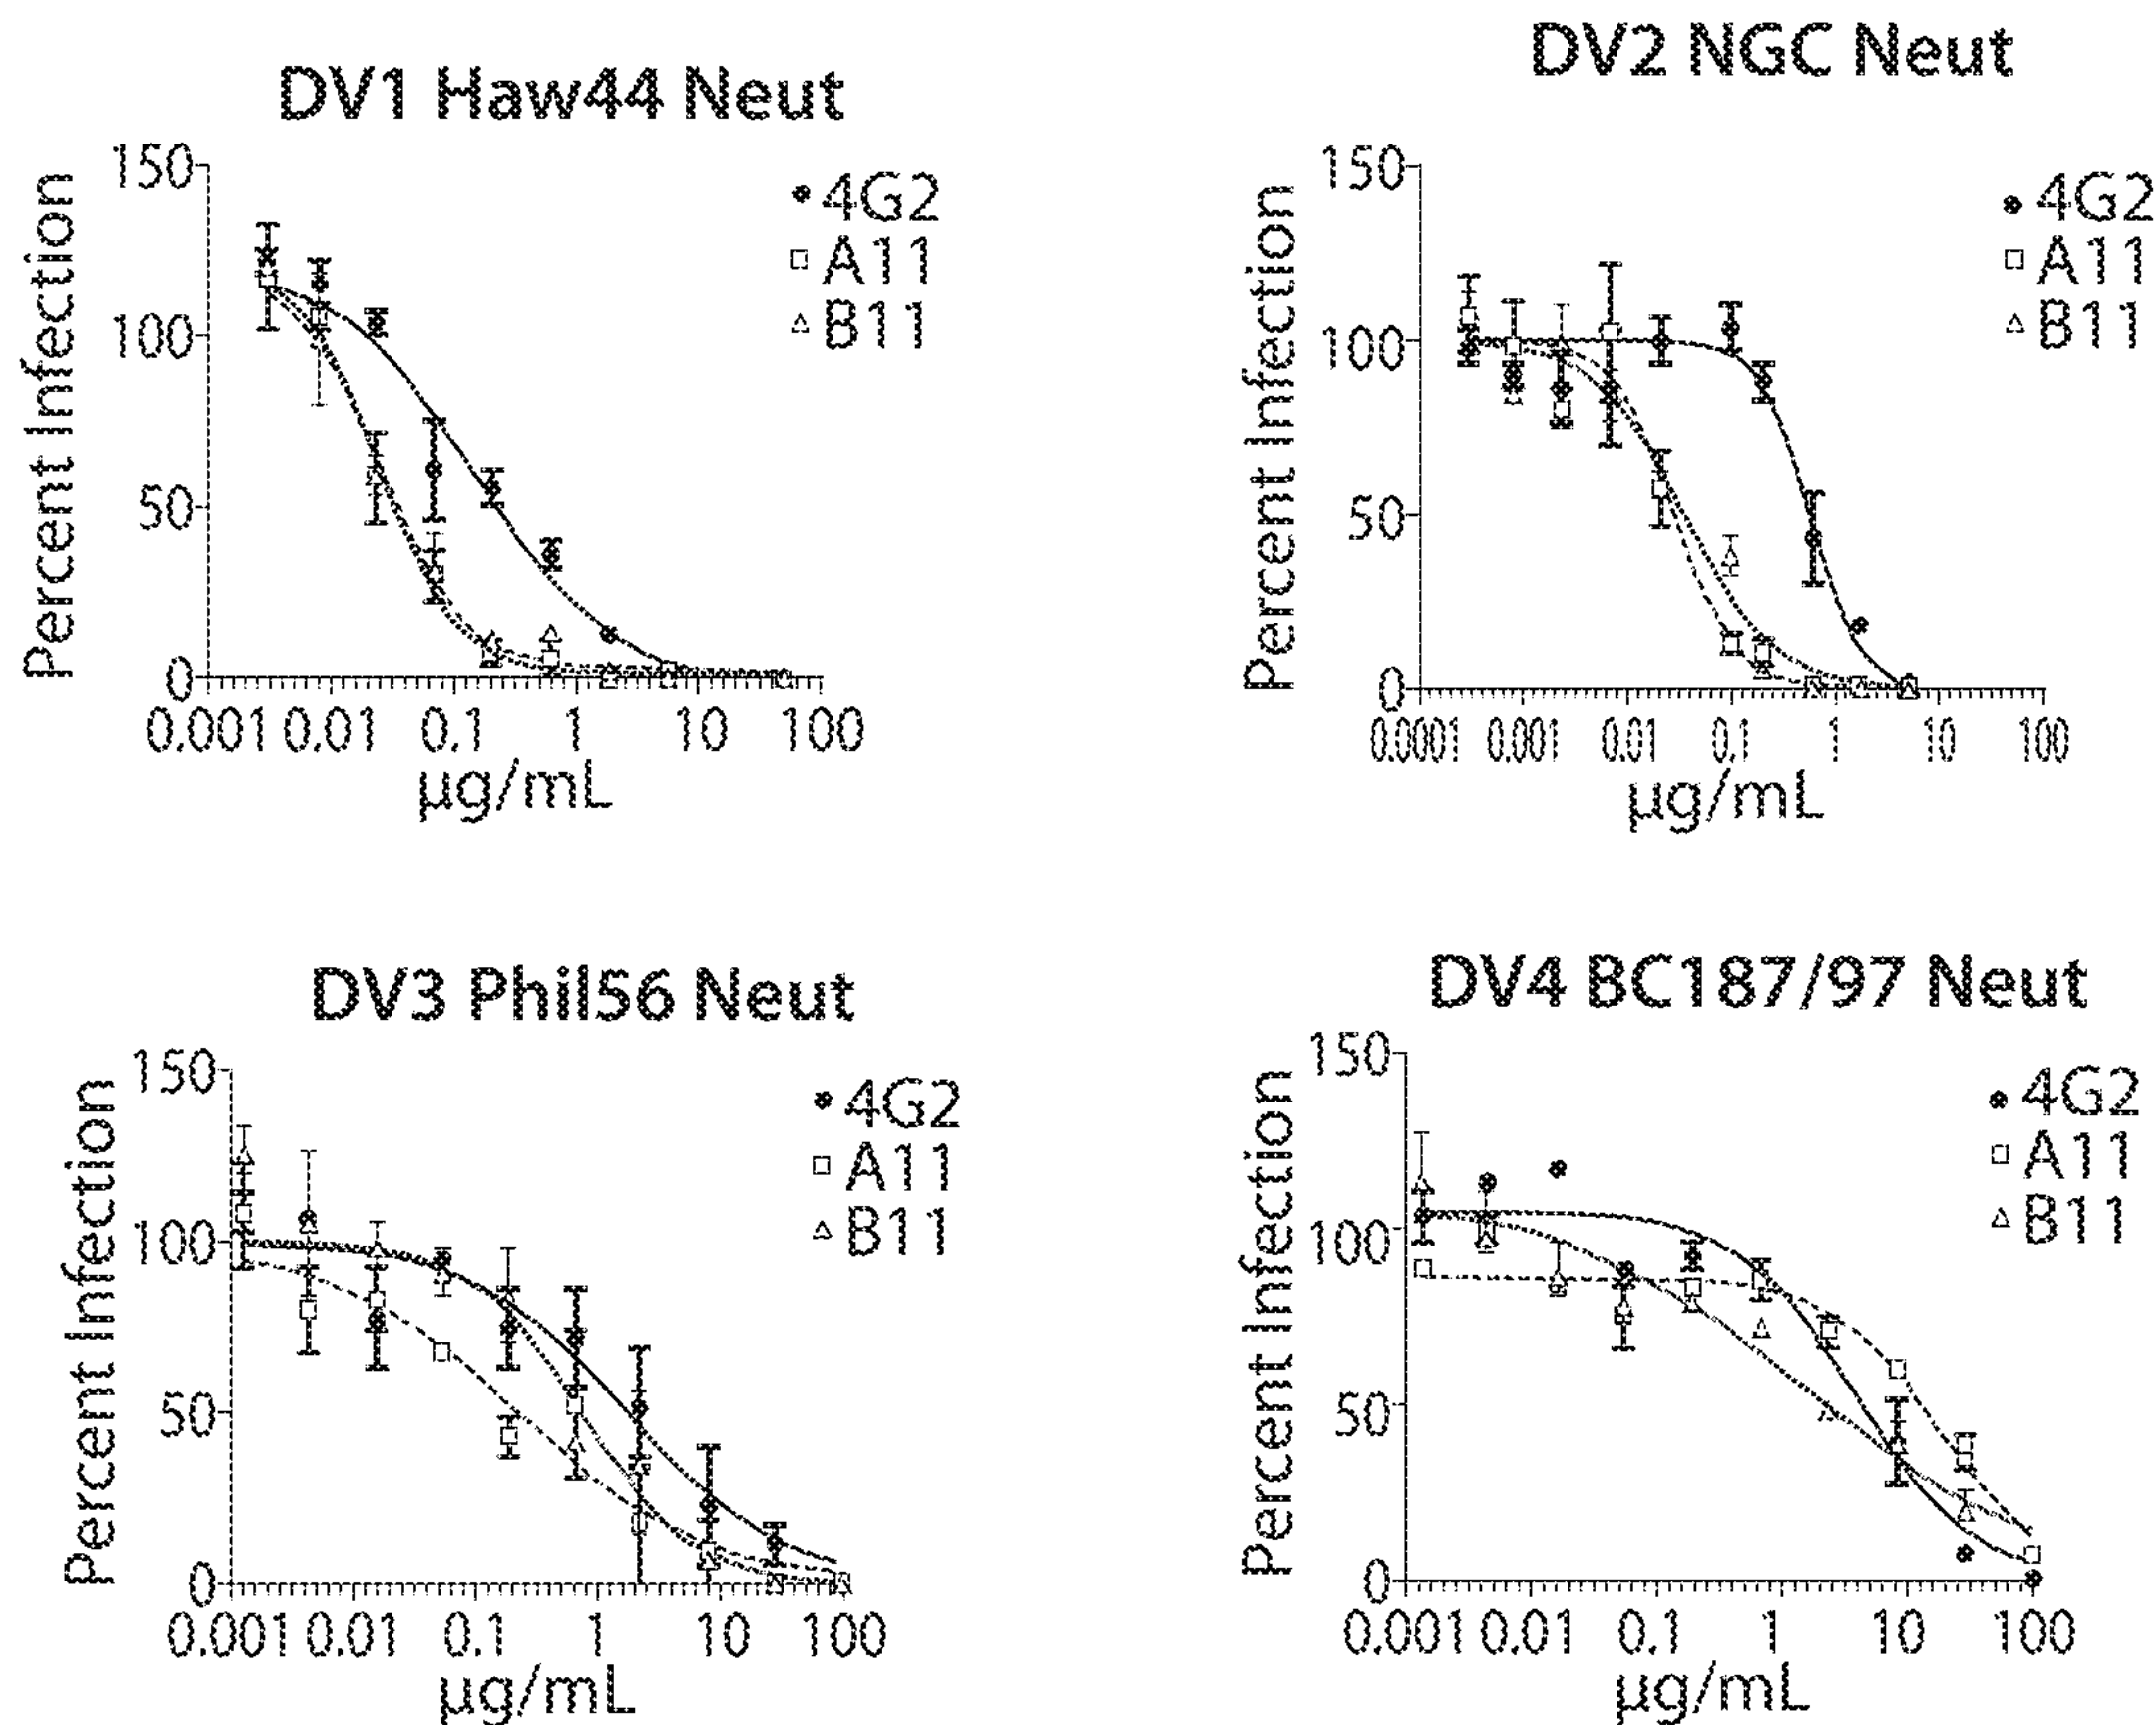 DV1 Haw44 Neut
Percent Infection
150
100
50
0
0.001 0.01 0.1 1 10 100
µg/mL
4G2
A11
B11
DV2 NGC Neut
Percent Infection
150
100
50
0
0.0001 0.001 0.01 0.1 1 10 100
µg/mL
4G2
A11
B11
DV3 Phil56 Neut
Percent Infection
150
100
50
0
0.001 0.01 0.1 1 10 100
µg/mL
4G2
A11
B11
DV4 BC187/97 Neut
Percent Infection
150
100
50
0
0.001 0.01 0.1 1 10 100
µg/mL
4G2
A11
B11